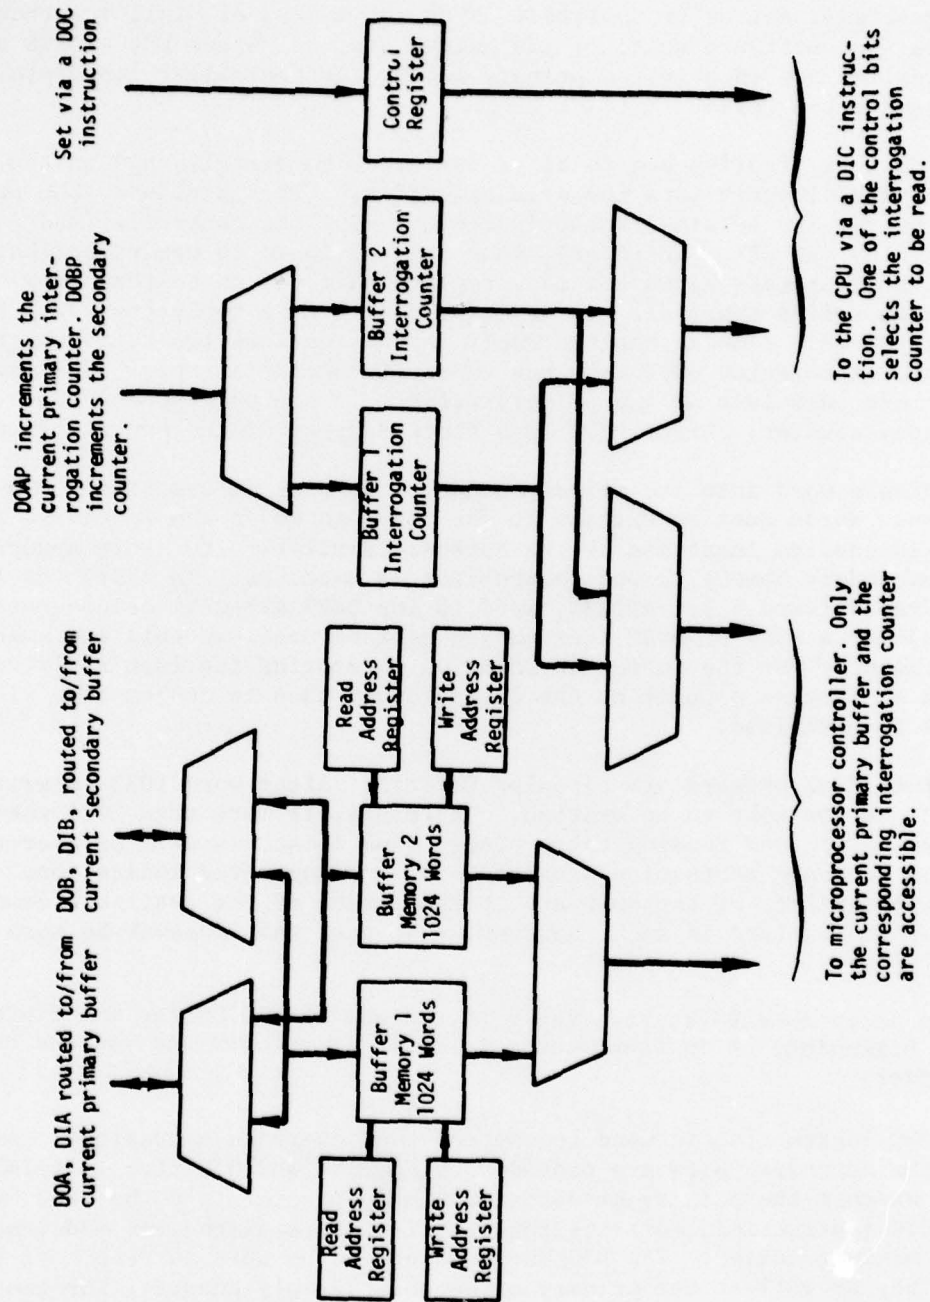 DOA, DIA routed to/from
current primary buffer
DOB, DIB, routed to/from
current secondary buffer
DOAP increments the
current primary inter-
rogation counter. DOBP
increments the secondary
counter.
Set via a DOC
instruction
Read
Address
Register
Write
Address
Register
Buffer
Memory 1
1024 Words
Buffer
Memory 2
1024 Words
Read
Address
Register
Write
Address
Register
Buffer 1
Interrogation
Counter
Buffer 2
Interrogation
Counter
Control
Register
To microprocessor controller. Only
the current primary buffer and the
corresponding interrogation counter
are accessible.
To the CPU via a DIC instruc-
tion. One of the control bits
selects the interrogation
counter to be read.